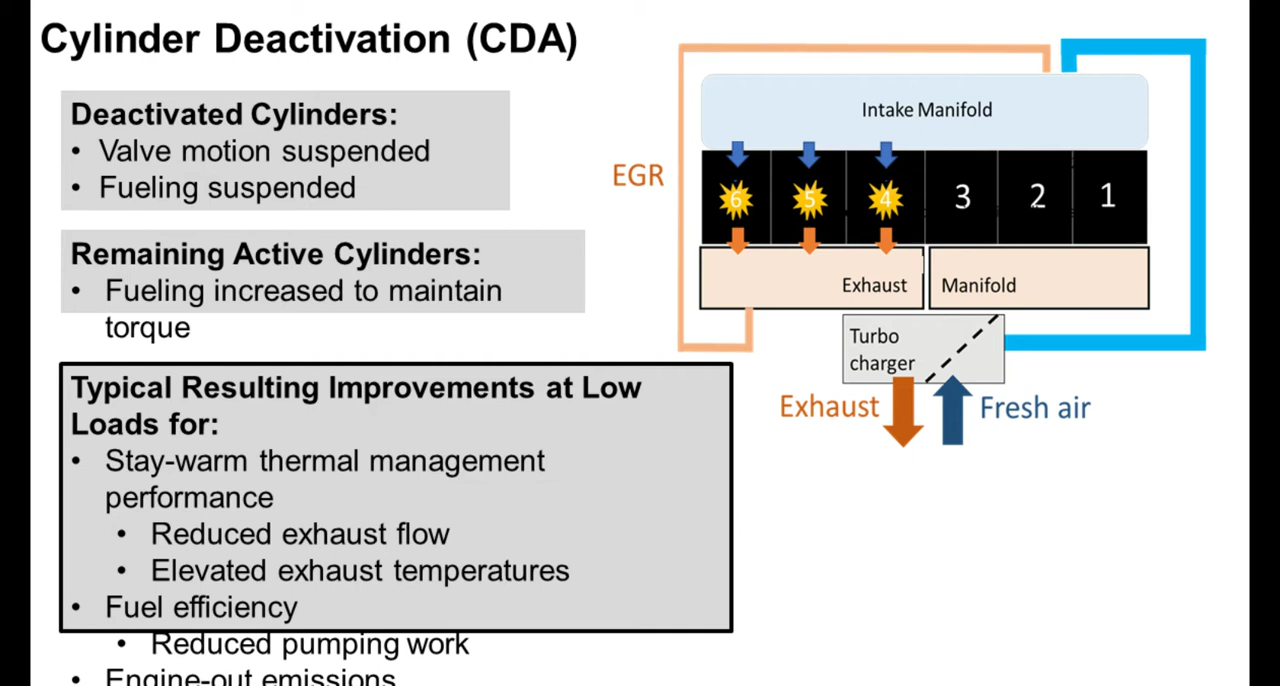 Cylinder Deactivation (CDA)
Deactivated Cylinders:
• Valve motion suspended
• Fueling suspended
Remaining Active Cylinders:
• Fueling increased to maintain
torque
Typical Resulting Improvements at Low
Loads for:
• Stay-warm thermal management
performance
• Reduced exhaust flow
• Elevated exhaust temperatures
• Fuel efficiency
• Reduced pumping work
• Engine-out emissions
Intake Manifold
EGR
6 5 4 3 2 1
Exhaust Manifold
Turbo
charger
Exhaust
Fresh air